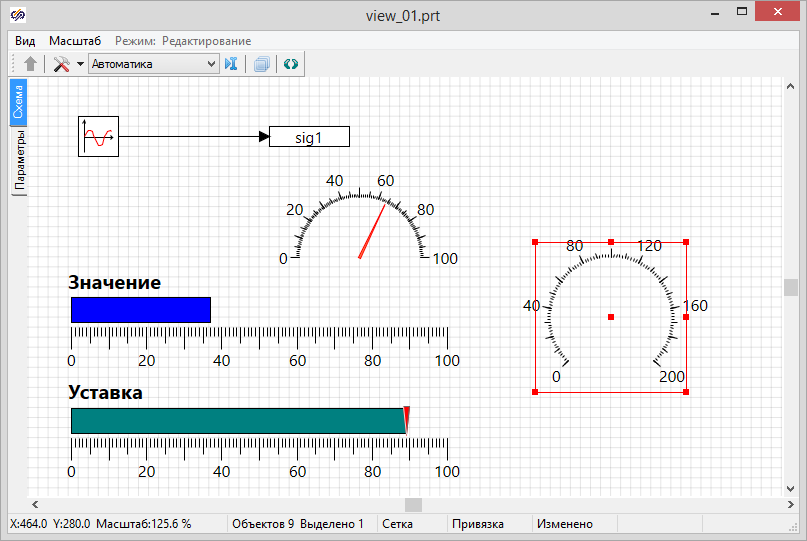 view_01.prt
Вид Масштаб Режим: Редактирование
Автоматика
Схема
Параметры
sig1
0 20 40 60 80 100
0 40 80 120 160 200
Значение
0 20 40 60 80 100
Уставка
0 20 40 60 80 100
X:464.0 Y:280.0 Масштаб:125.6 % Объектов 9 Выделено 1 Сетка Привязка Изменено